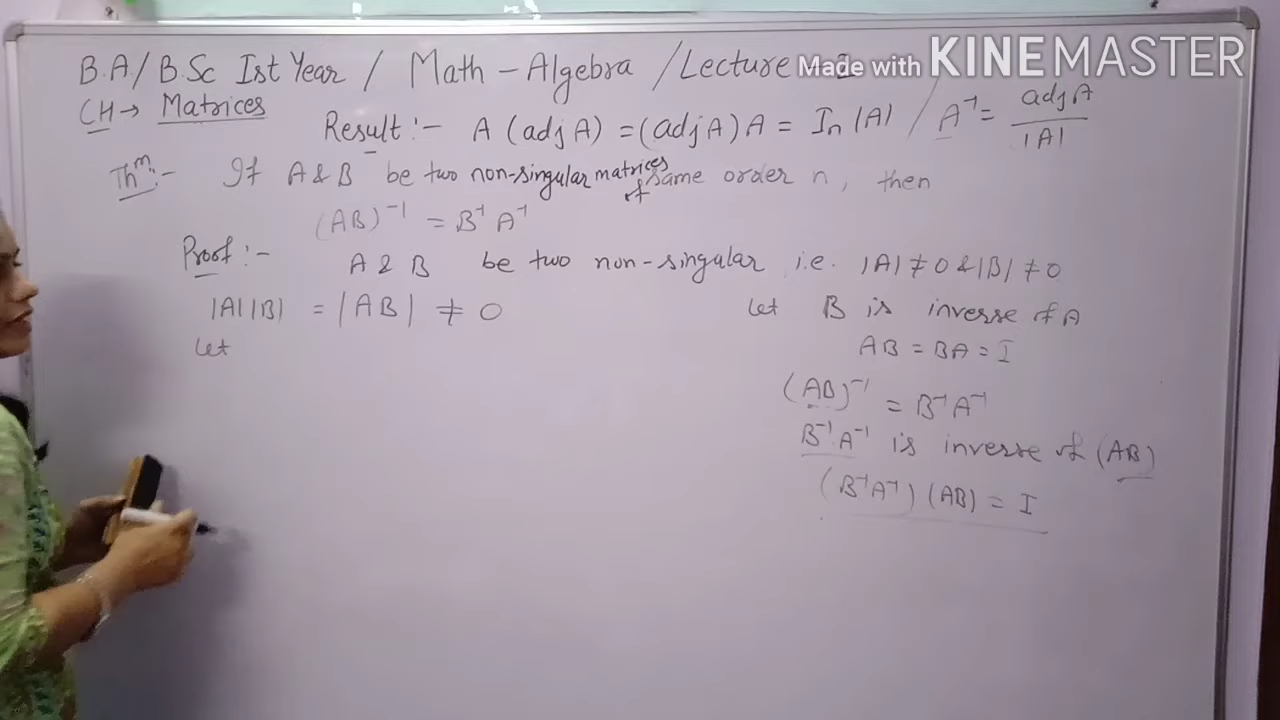 B.A/B.Sc Ist Year / Math-Algebra /Lecture - I
Made with KINEMASTER
CH→ Matrices
Result:- A (adj A) = (adj A) A = In |A| / A⁻¹ = adj A / |A|
Thm:- If A & B be two non-singular matrices of same order n, then
(AB)⁻¹ = B⁻¹ A⁻¹
Proof:- A & B be two non-singular i.e. |A| ≠ 0 & |B| ≠ 0
|A| |B| = |AB| ≠ 0
Let
Let B is inverse of A
AB = BA = I
(AB)⁻¹ = B⁻¹A⁻¹
B⁻¹A⁻¹ is inverse of (AB)
(B⁻¹A⁻¹) (AB) = I